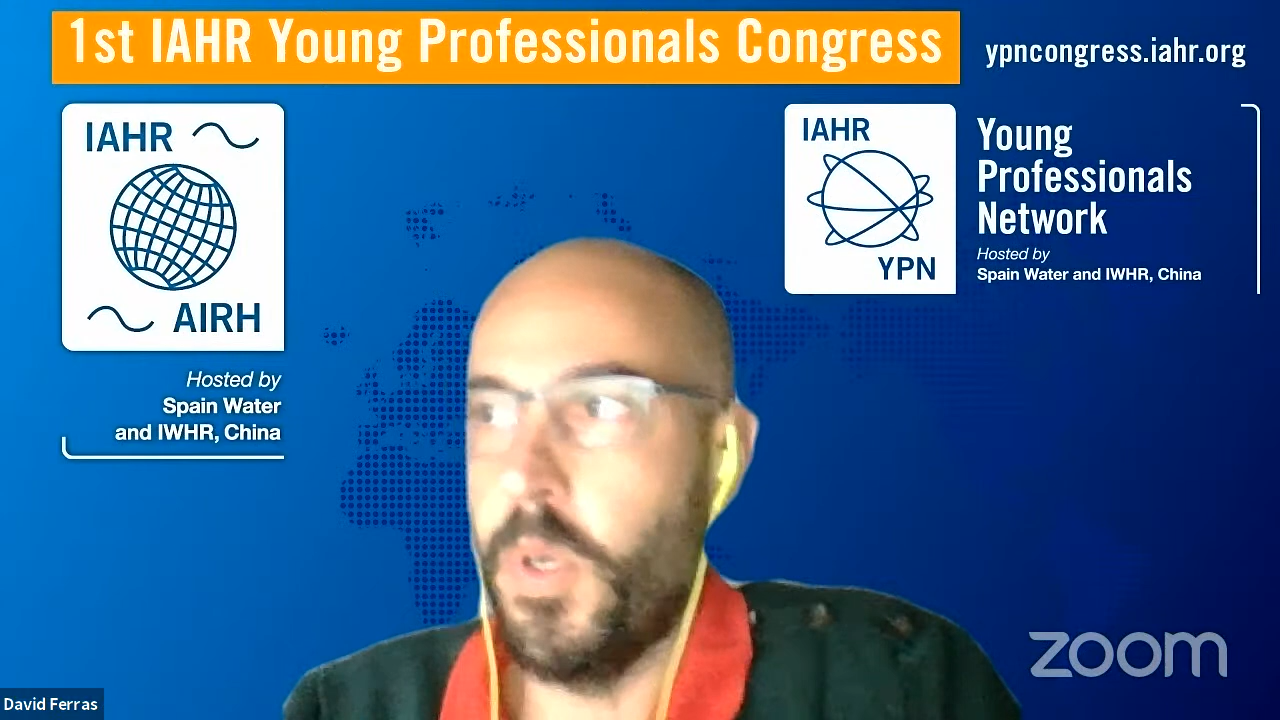 1st IAHR Young Professionals Congress
ypncongress.iahr.org
IAHR
AIRH
Hosted by
Spain Water
and IWHR, China
IAHR
YPN
Young
Professionals
Network
Hosted by
Spain Water and IWHR, China
zoom
David Ferras